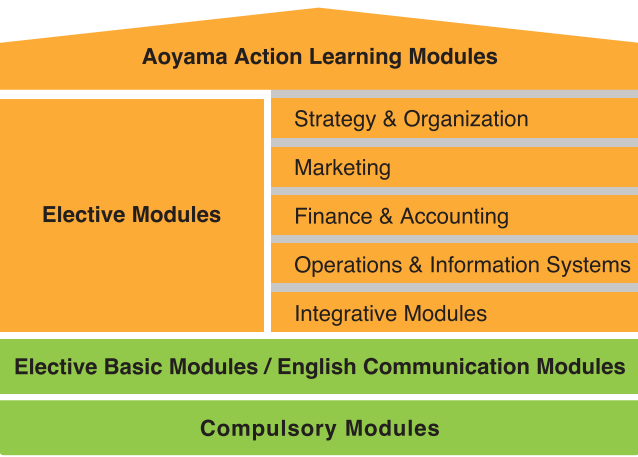 Aoyama Action Learning Modules
Elective Modules
Strategy & Organization
Marketing
Finance & Accounting
Operations & Information Systems
Integrative Modules
Elective Basic Modules / English Communication Modules
Compulsory Modules